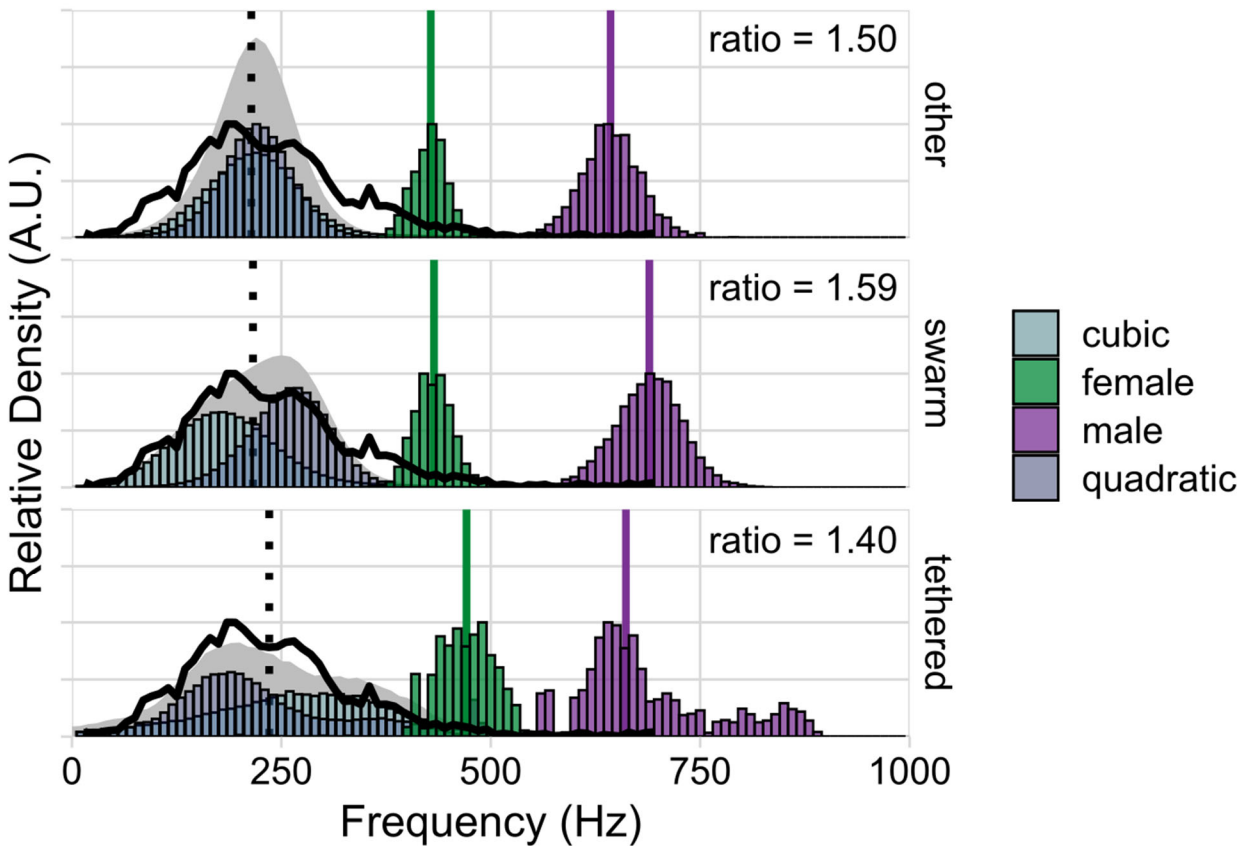 Relative Density (A.U.)
ratio = 1.50
other
ratio = 1.59
swarm
ratio = 1.40
tethered
0 250 500 750 1000
Frequency (Hz)
cubic
female
male
quadratic